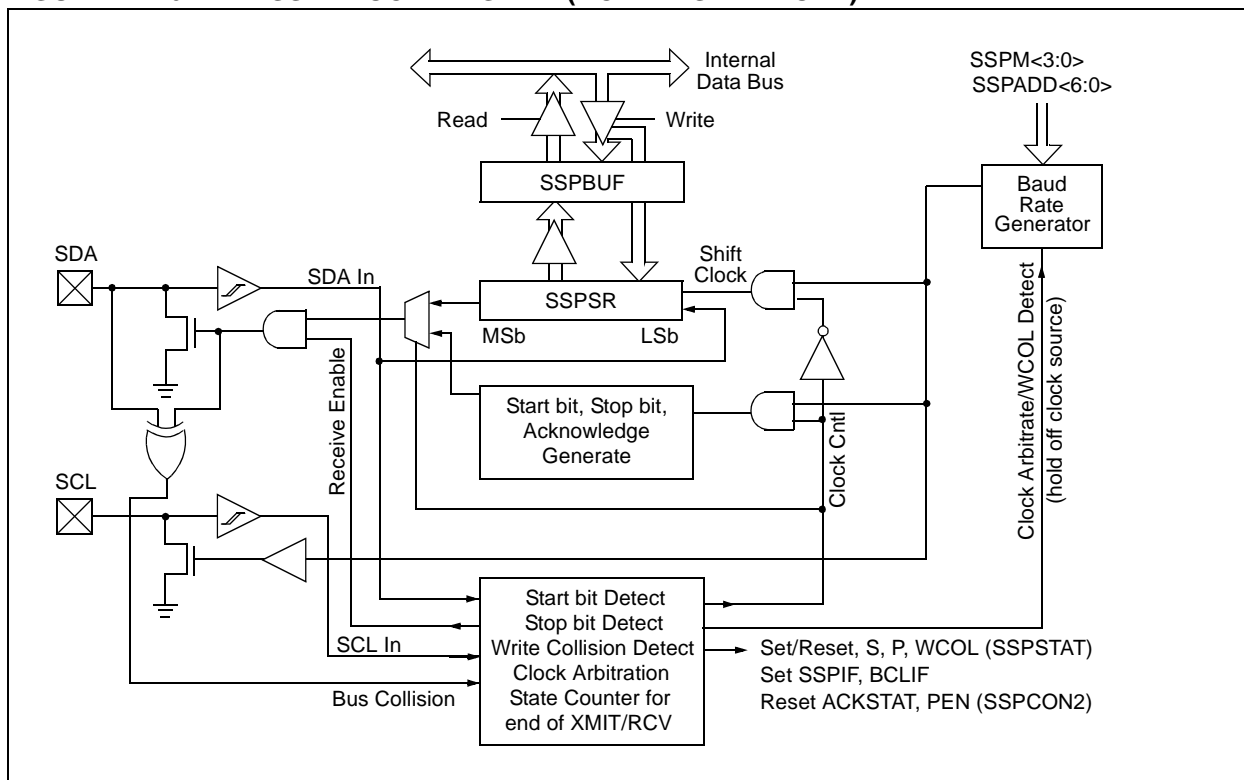 Internal
Data Bus
SSPM<3:0>
SSPADD<6:0>
Read
Write
SSPBUF
Baud
Rate
Generator
SDA
SDA In
Shift
Clock
SSPSR
MSb
LSb
Start bit, Stop bit,
Acknowledge
Generate
Receive Enable
Clock Cntl
Clock Arbitrate/WCOL Detect
(hold off clock source)
SCL
SCL In
Bus Collision
Start bit Detect
Stop bit Detect
Write Collision Detect
Clock Arbitration
State Counter for
end of XMIT/RCV
Set/Reset, S, P, WCOL (SSPSTAT)
Set SSPIF, BCLIF
Reset ACKSTAT, PEN (SSPCON2)